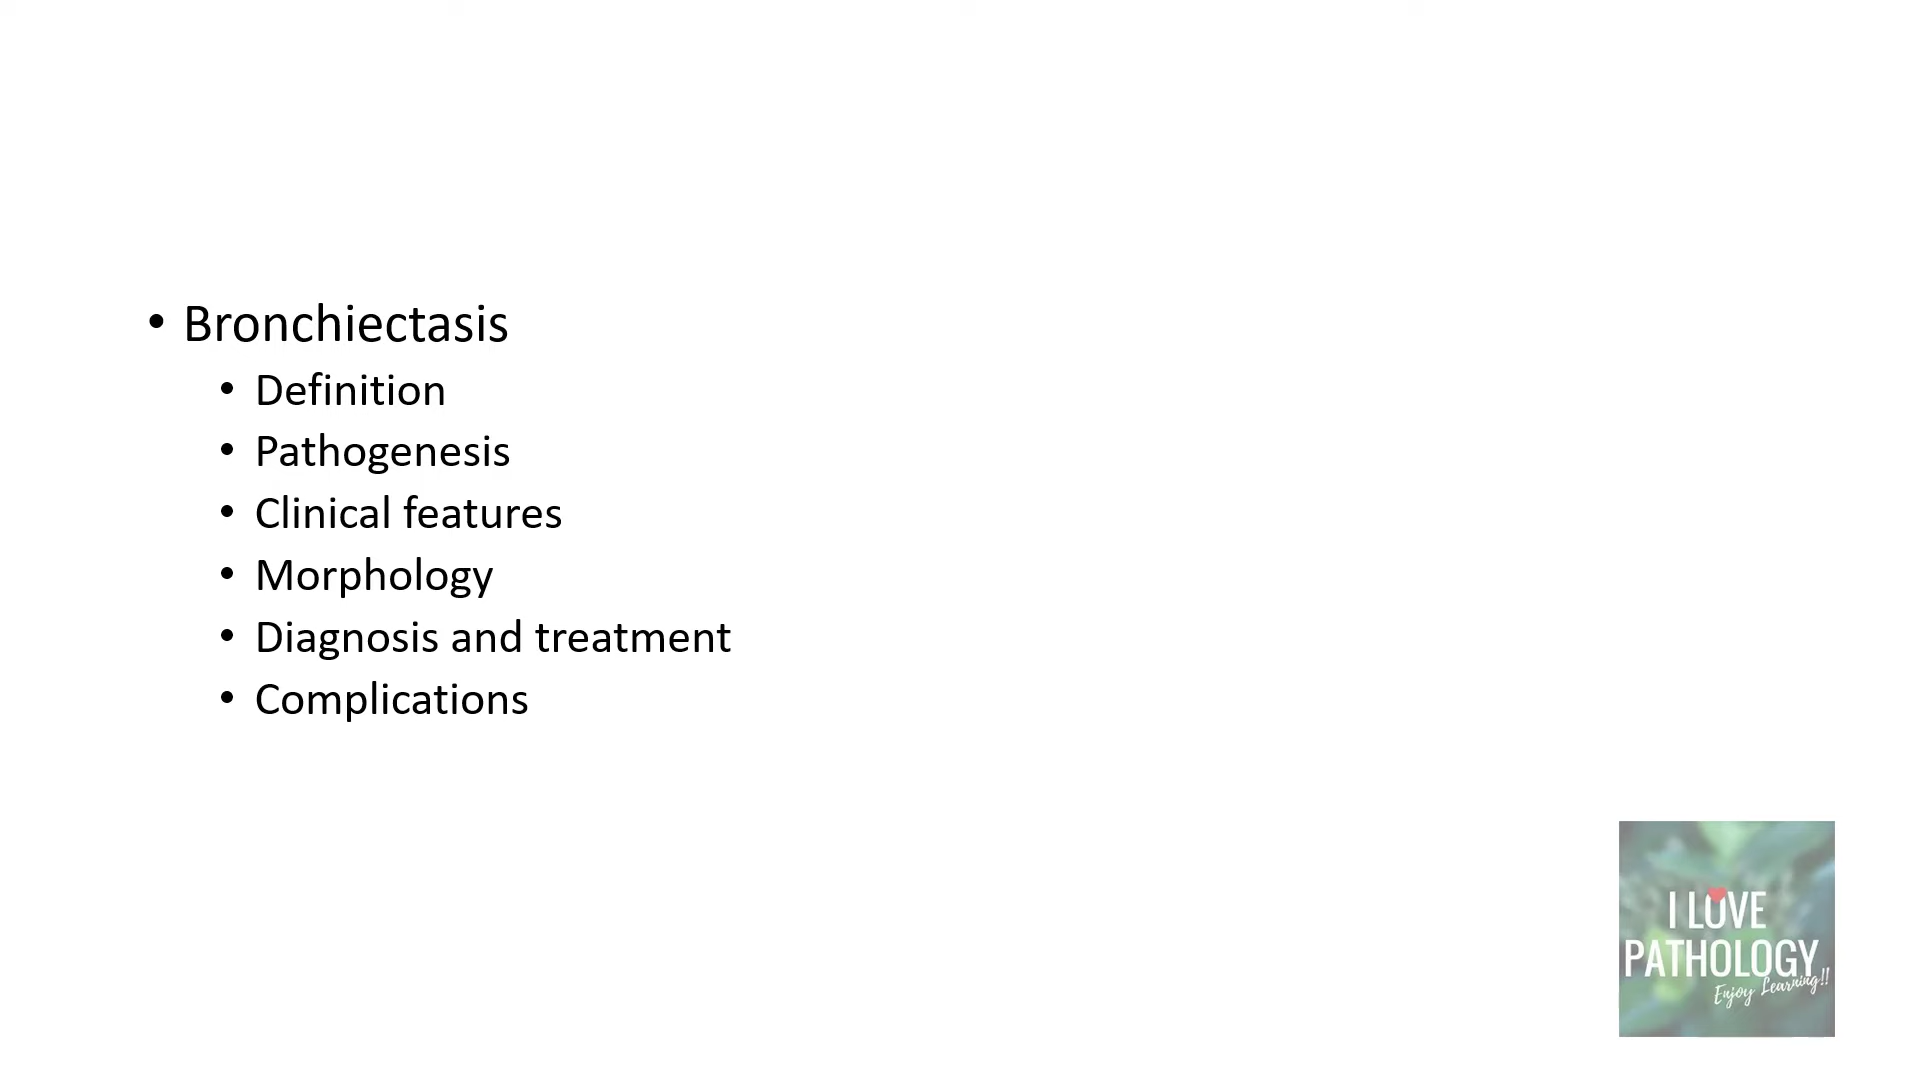 • Bronchiectasis
• Definition
• Pathogenesis
• Clinical features
• Morphology
• Diagnosis and treatment
• Complications
I LOVE
PATHOLOGY
Enjoy Learning!!